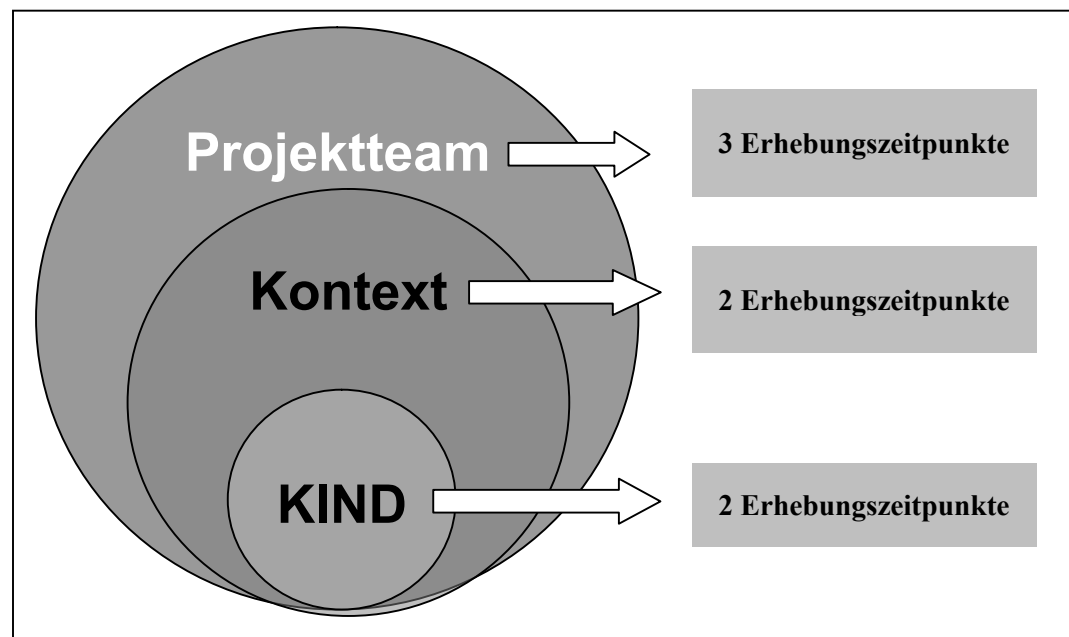 Projektteam
3 Erhebungszeitpunkte
Kontext
2 Erhebungszeitpunkte
KIND
2 Erhebungszeitpunkte